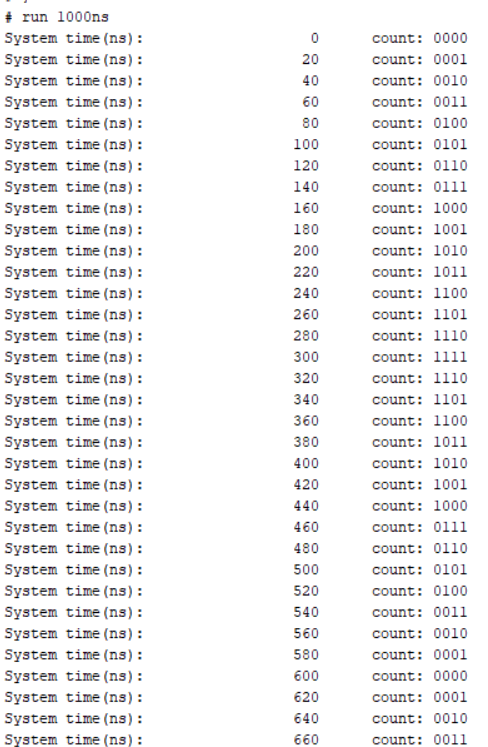 # run 1000ns
System time(ns): 0 count: 0000
System time(ns): 20 count: 0001
System time(ns): 40 count: 0010
System time(ns): 60 count: 0011
System time(ns): 80 count: 0100
System time(ns): 100 count: 0101
System time(ns): 120 count: 0110
System time(ns): 140 count: 0111
System time(ns): 160 count: 1000
System time(ns): 180 count: 1001
System time(ns): 200 count: 1010
System time(ns): 220 count: 1011
System time(ns): 240 count: 1100
System time(ns): 260 count: 1101
System time(ns): 280 count: 1110
System time(ns): 300 count: 1111
System time(ns): 320 count: 1110
System time(ns): 340 count: 1101
System time(ns): 360 count: 1100
System time(ns): 380 count: 1011
System time(ns): 400 count: 1010
System time(ns): 420 count: 1001
System time(ns): 440 count: 1000
System time(ns): 460 count: 0111
System time(ns): 480 count: 0110
System time(ns): 500 count: 0101
System time(ns): 520 count: 0100
System time(ns): 540 count: 0011
System time(ns): 560 count: 0010
System time(ns): 580 count: 0001
System time(ns): 600 count: 0000
System time(ns): 620 count: 0001
System time(ns): 640 count: 0010
System time(ns): 660 count: 0011